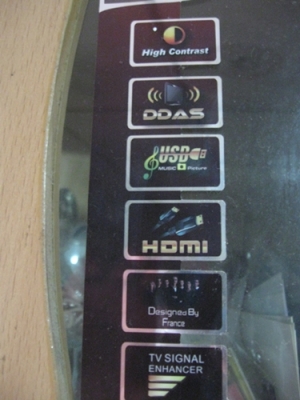 High Contrast
DDAS
USB
MUSIC Picture
HDMI
Designed By
France
TV SIGNAL
ENHANCER